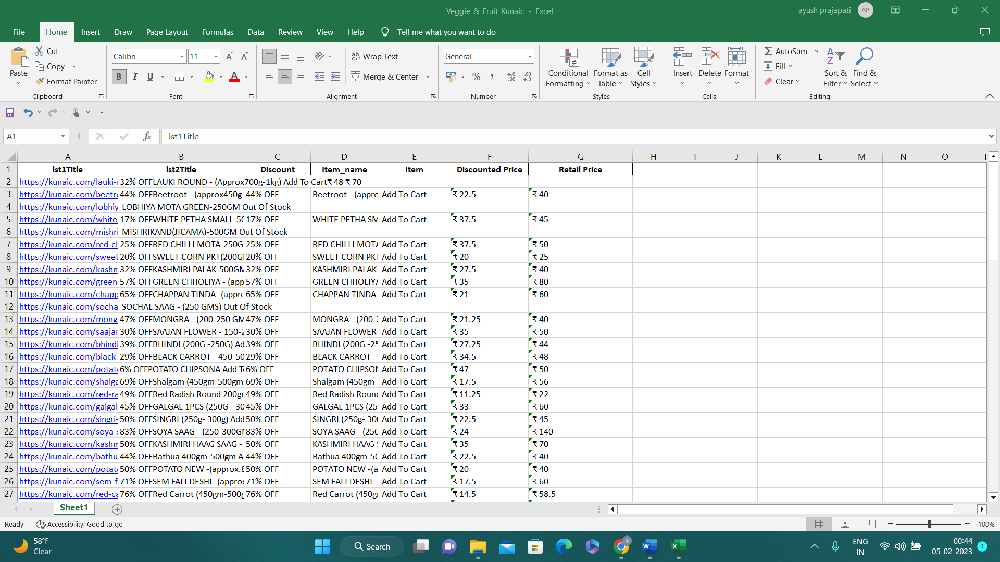 Veggie_&_Fruit_Kunaic - Excel
ayush prajapati AP
File Home Insert Draw Page Layout Formulas Data Review View Help Tell me what you want to do
Paste Cut Copy Format Painter Clipboard
Calibri 11 B I U A Font
Wrap Text Merge & Center Alignment
General % , Number
Conditional Formatting Format as Table Cell Styles Styles
Insert Delete Format Cells
AutoSum Fill Clear Sort & Filter Find & Select Editing
A1 fx lst1Title
A B C D E F G H I J K L M N O
1 lst1Title lst2Title Discount Item_name Item Discounted Price Retail Price
2 https://kunaic.com/lauki- 32% OFFLAUKI ROUND - (Approx700g-1kg) Add To Cart₹ 48 ₹ 70
3 https://kunaic.com/beetr 44% OFFBeetroot - (approx450g 44% OFF Beetroot - (appro Add To Cart ₹ 22.5 ₹ 40
4 https://kunaic.com/lobhiy LOBHIYA MOTA GREEN-250GM Out Of Stock
5 https://kunaic.com/white 17% OFFWHITE PETHA SMALL-50 17% OFF WHITE PETHA SM Add To Cart ₹ 37.5 ₹ 45
6 https://kunaic.com/mishri MISHRIKAND(JICAMA)-500GM Out Of Stock
7 https://kunaic.com/red-ch 25% OFFRED CHILLI MOTA-250G 25% OFF RED CHILLI MOTA Add To Cart ₹ 37.5 ₹ 50
8 https://kunaic.com/sweet 20% OFFSWEET CORN PKT(200G 20% OFF SWEET CORN PKT Add To Cart ₹ 20 ₹ 25
9 https://kunaic.com/kashm 32% OFFKASHMIRI PALAK-500GM 32% OFF KASHMIRI PALAK- Add To Cart ₹ 27.5 ₹ 40
10 https://kunaic.com/green 57% OFFGREEN CHHOLIYA - (app 57% OFF GREEN CHHOLIYA Add To Cart ₹ 35 ₹ 80
11 https://kunaic.com/chapp 65% OFFCHAPPAN TINDA -(appro 65% OFF CHAPPAN TINDA Add To Cart ₹ 21 ₹ 60
12 https://kunaic.com/socha SOCHAL SAAG - (250 GMS) Out Of Stock
13 https://kunaic.com/mong 47% OFFMONGRA - (200-250 GM 47% OFF MONGRA - (200-2 Add To Cart ₹ 21.25 ₹ 40
14 https://kunaic.com/saajar 30% OFFSAAJAN FLOWER - 150-2 30% OFF SAAJAN FLOWER Add To Cart ₹ 35 ₹ 50
15 https://kunaic.com/bhindi 39% OFFBHINDI (200G -250G) Ad 39% OFF BHINDI (200G -25 Add To Cart ₹ 27.25 ₹ 44
16 https://kunaic.com/black- 29% OFFBLACK CARROT - 450-50 29% OFF BLACK CARROT - Add To Cart ₹ 34.5 ₹ 48
17 https://kunaic.com/potat 6% OFFPOTATO CHIPSONA Add T 6% OFF POTATO CHIPSON Add To Cart ₹ 47 ₹ 50
18 https://kunaic.com/shalga 69% OFFShalgam (450gm-500gm 69% OFF Shalgam (450gm- Add To Cart ₹ 17.5 ₹ 56
19 https://kunaic.com/red-ra 49% OFFRed Radish Round 200gr 49% OFF Red Radish Roun Add To Cart ₹ 11.25 ₹ 22
20 https://kunaic.com/galgal 45% OFFGALGAL 1PCS (250G - 30 45% OFF GALGAL 1PCS (25 Add To Cart ₹ 33 ₹ 60
21 https://kunaic.com/singri- 50% OFFSINGRI (250g- 300g) Add 50% OFF SINGRI (250g- 30 Add To Cart ₹ 22.5 ₹ 45
22 https://kunaic.com/soya- 83% OFFSOYA SAAG - (250-300G 83% OFF SOYA SAAG - (250 Add To Cart ₹ 24 ₹ 140
23 https://kunaic.com/kashm 50% OFFKASHMIRI HAAG SAAG - 50% OFF KASHMIRI HAAG Add To Cart ₹ 35 ₹ 70
24 https://kunaic.com/bathu 44% OFFBathua 400gm-500gm A 44% OFF Bathua 400gm-50 Add To Cart ₹ 22.5 ₹ 40
25 https://kunaic.com/potat 50% OFFPOTATO NEW -(approx.8 50% OFF POTATO NEW -(a Add To Cart ₹ 20 ₹ 40
26 https://kunaic.com/sem-f 71% OFFSEM FALI DESHI -(approx 71% OFF SEM FALI DESHI - Add To Cart ₹ 17.5 ₹ 60
27 https://kunaic.com/red-ca 76% OFFRed Carrot (450gm-500g 76% OFF Red Carrot (450g Add To Cart ₹ 14.5 ₹ 58.5
Sheet1
Ready Accessibility: Good to go 100%
58°F Clear
Search
ENG IN
00:44
05-02-2023
1